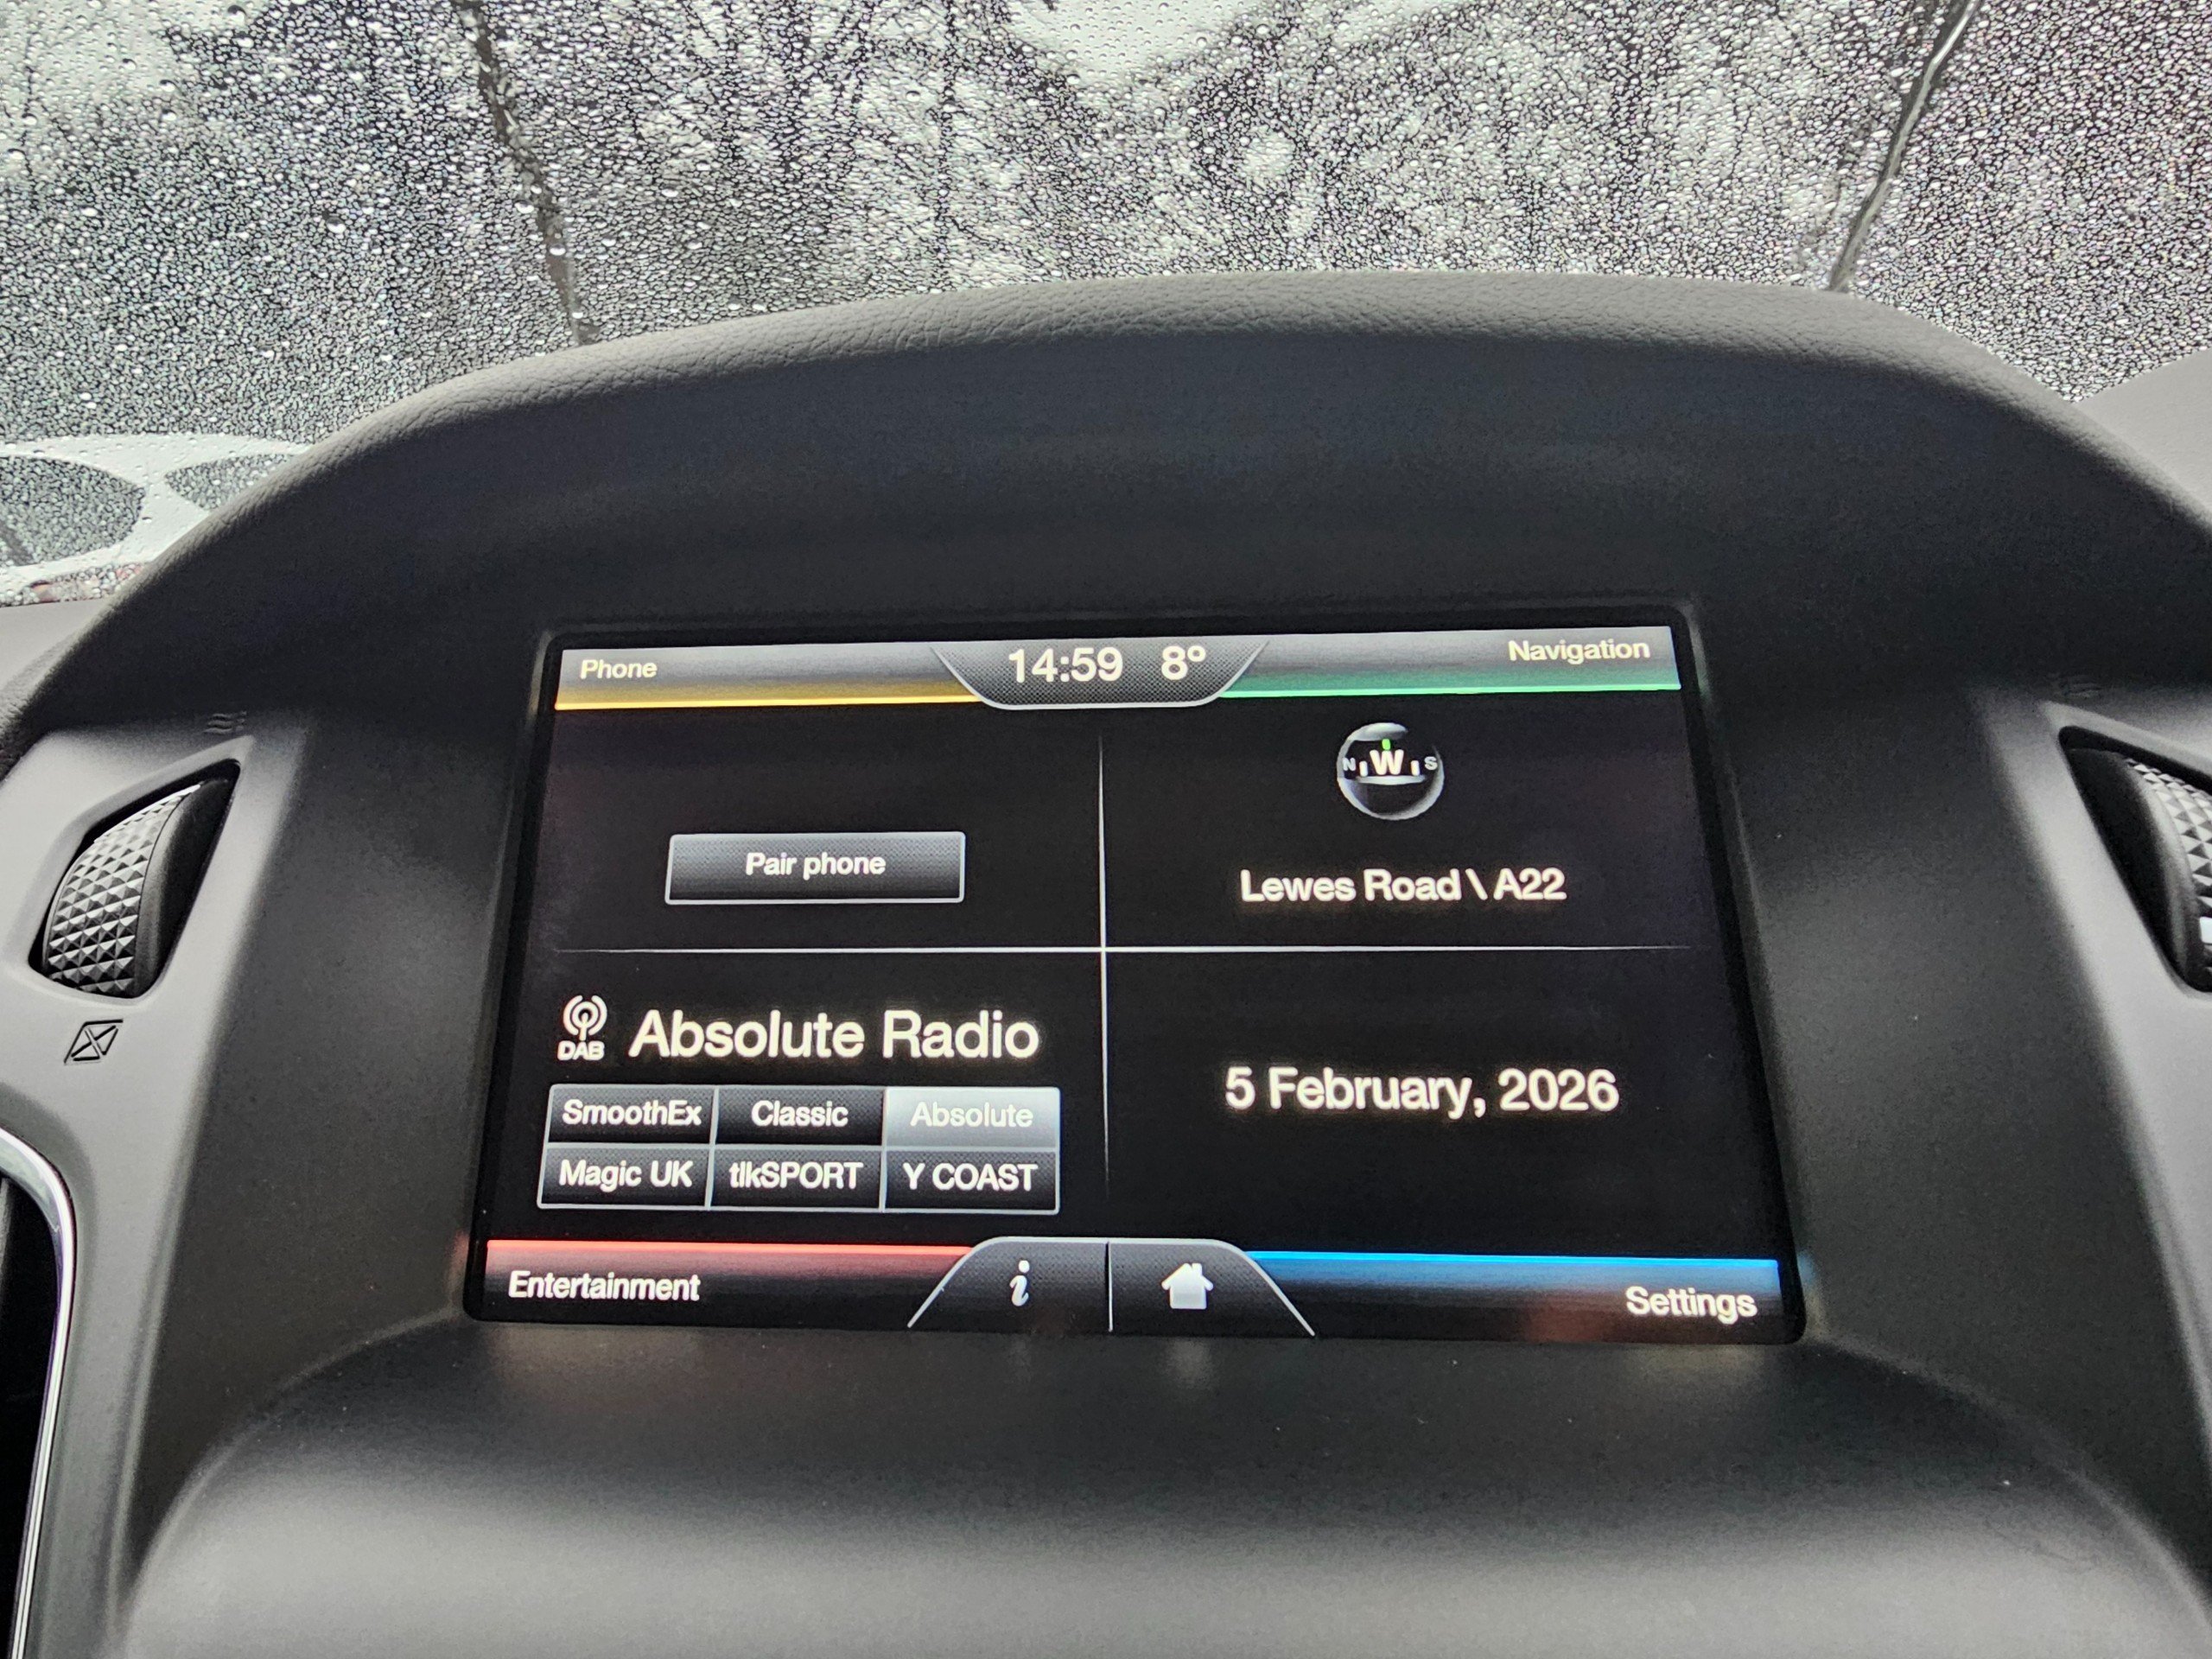 Phone
14:59 8°
Navigation
N W S
Pair phone
Lewes Road \ A22
DAB
Absolute Radio
SmoothEx Classic Absolute
Magic UK tlkSPORT Y COAST
5 February, 2026
Entertainment
i
Settings